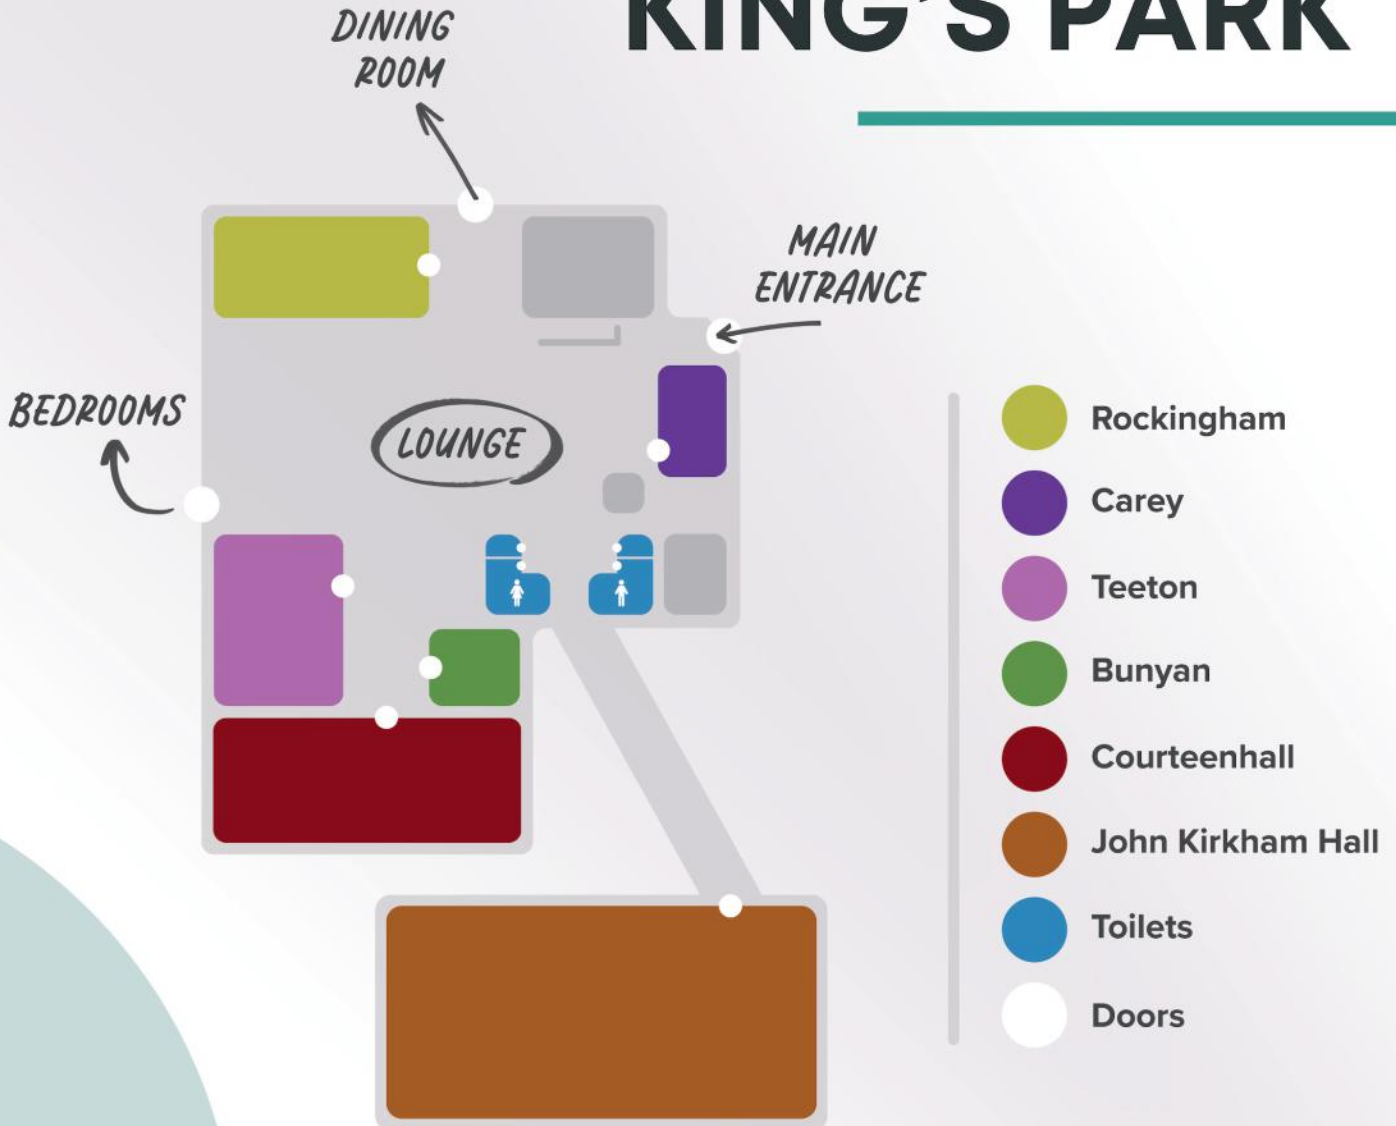 KING'S PARK
DINING
ROOM
MAIN
ENTRANCE
BEDROOMS
LOUNGE
Rockingham
Carey
Teeton
Bunyan
Courteenhall
John Kirkham Hall
Toilets
Doors